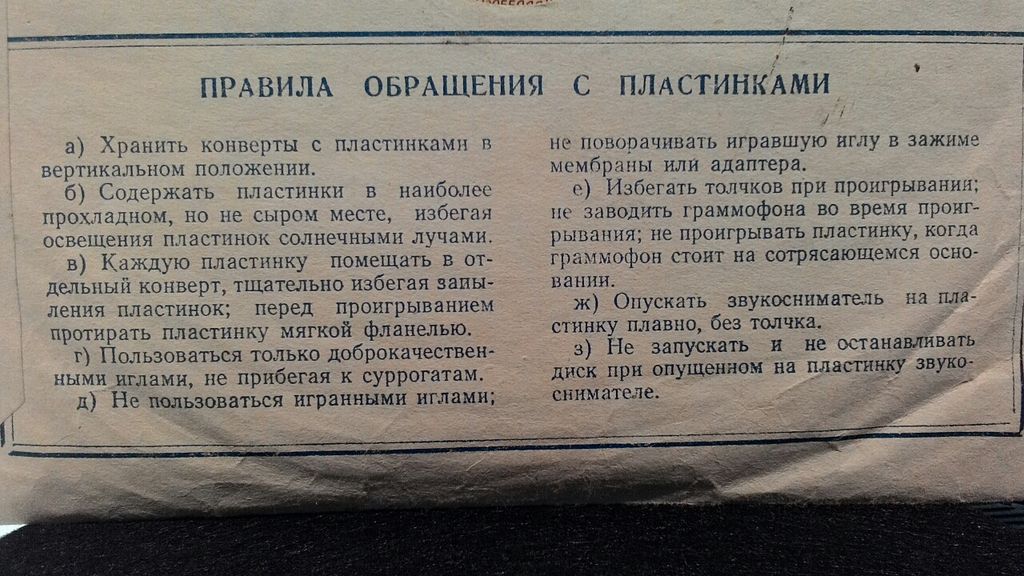 ПРАВИЛА ОБРАЩЕНИЯ С ПЛАСТИНКАМИ
а) Хранить конверты с пластинками в
вертикальном положении.
б) Содержать пластинки в наиболее
прохладном, но не сыром месте, избегая
освещения пластинок солнечными лучами.
в) Каждую пластинку помещать в от-
дельный конверт, тщательно избегая запы-
ления пластинок; перед проигрыванием
протирать пластинку мягкой фланелью.
г) Пользоваться только доброкачествен-
ными иглами, не прибегая к суррогатам.
д) Не пользоваться игранными иглами;
не поворачивать игравшую иглу в зажиме
мембраны или адаптера.
е) Избегать толчков при проигрывании;
не заводить граммофона во время проиг-
рывания; не проигрывать пластинку, когда
граммофон стоит на сотрясающемся осно-
вании.
ж) Опускать звукосниматель на пла-
стинку плавно, без толчка.
з) Не запускать и не останавливать
диск при опущенном на пластинку звуко-
снимателе.